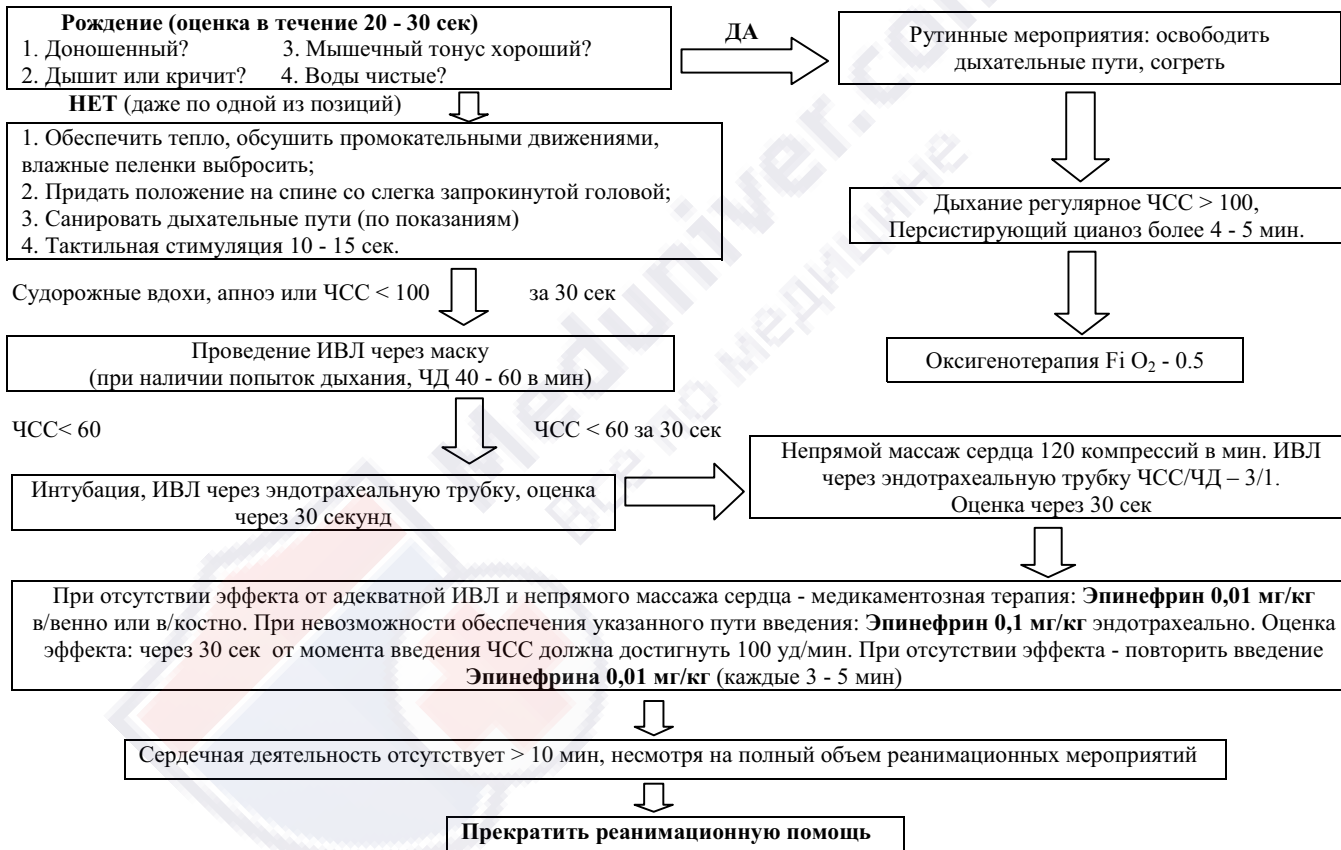 Рождение (оценка в течение 20 - 30 сек)
1. Доношенный? 3. Мышечный тонус хороший?
2. Дышит или кричит? 4. Воды чистые?
ДА
Рутинные мероприятия: освободить
дыхательные пути, согреть
НЕТ (даже по одной из позиций)
1. Обеспечить тепло, обсушить промокательными движениями,
влажные пеленки выбросить;
2. Придать положение на спине со слегка запрокинутой головой;
3. Санировать дыхательные пути (по показаниям)
4. Тактильная стимуляция 10 - 15 сек.
Дыхание регулярное ЧСС > 100,
Персистирующий цианоз более 4 - 5 мин.
Судорожные вдохи, апноэ или ЧСС < 100 за 30 сек
Проведение ИВЛ через маску
(при наличии попыток дыхания, ЧД 40 - 60 в мин)
Оксигенотерапия Fi O₂ - 0.5
ЧСС< 60 ЧСС < 60 за 30 сек
Интубация, ИВЛ через эндотрахеальную трубку, оценка
через 30 секунд
Непрямой массаж сердца 120 компрессий в мин. ИВЛ
через эндотрахеальную трубку ЧСС/ЧД – 3/1.
Оценка через 30 сек
При отсутствии эффекта от адекватной ИВЛ и непрямого массажа сердца - медикаментозная терапия: Эпинефрин 0,01 мг/кг
в/венно или в/костно. При невозможности обеспечения указанного пути введения: Эпинефрин 0,1 мг/кг эндотрахеально. Оценка
эффекта: через 30 сек от момента введения ЧСС должна достигнуть 100 уд/мин. При отсутствии эффекта - повторить введение
Эпинефрина 0,01 мг/кг (каждые 3 - 5 мин)
Сердечная деятельность отсутствует > 10 мин, несмотря на полный объем реанимационных мероприятий
Прекратить реанимационную помощь
Meduniver.com
Все по медицине